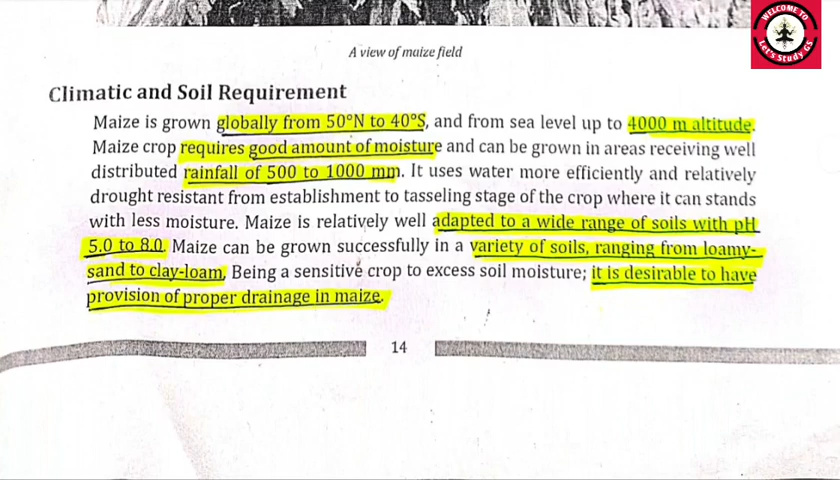 WELCOME TO
Let's Study GS
A view of maize field
Climatic and Soil Requirement
Maize is grown globally from 50°N to 40°S, and from sea level up to 4000 m altitude.
Maize crop requires good amount of moisture and can be grown in areas receiving well
distributed rainfall of 500 to 1000 mm. It uses water more efficiently and relatively
drought resistant from establishment to tasseling stage of the crop where it can stands
with less moisture. Maize is relatively well adapted to a wide range of soils with pH
5.0 to 8.0. Maize can be grown successfully in a variety of soils, ranging from loamy-
sand to clay-loam. Being a sensitive crop to excess soil moisture; it is desirable to have
provision of proper drainage in maize.
14